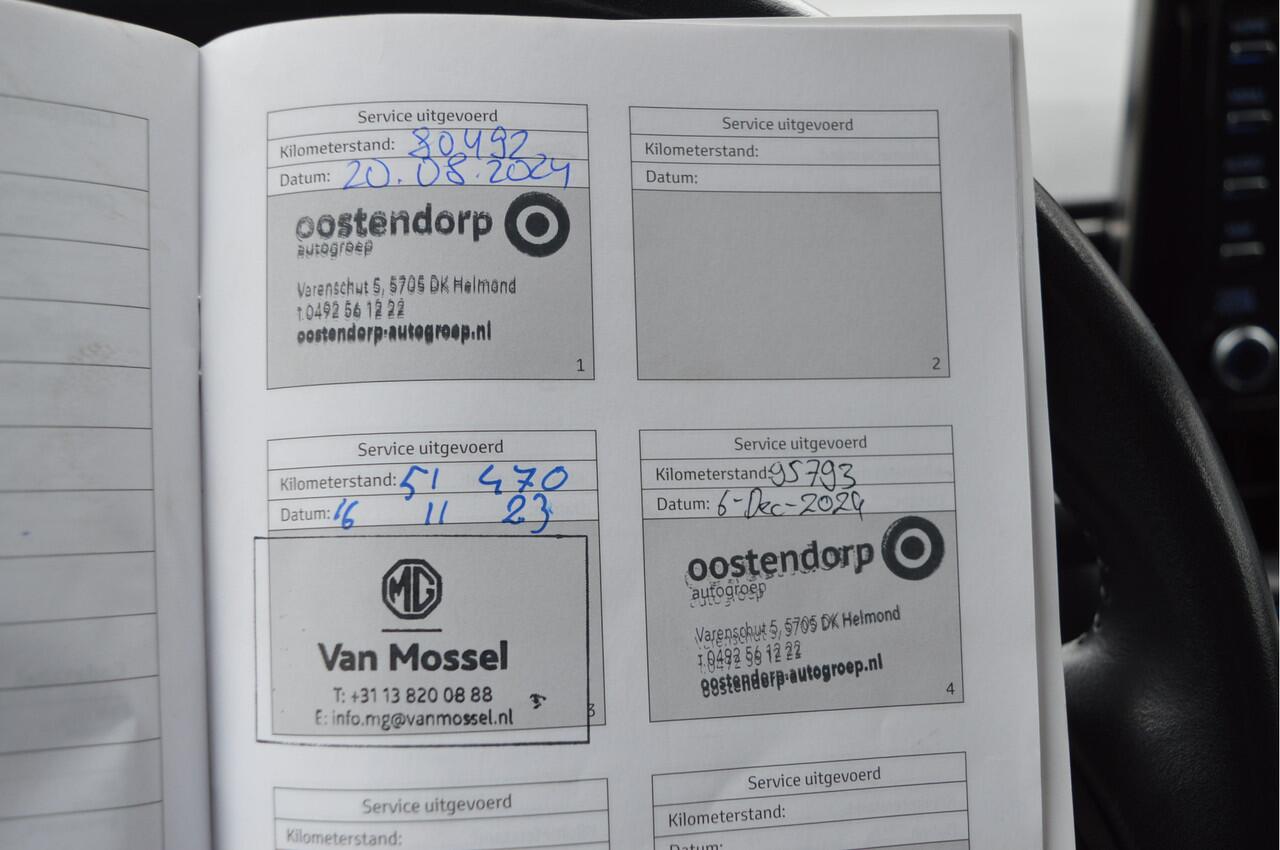 Service uitgevoerd
Kilometerstand: 80492
Datum: 20.08.2024
oostendorp
autogroep
Varenschut 5, 5705 DK Helmond
t 0492 56 12 22
oostendorp-autogroep.nl
1
Service uitgevoerd
Kilometerstand:
Datum:
2
Service uitgevoerd
Kilometerstand: 51 470
Datum: 16 11 23
MG
Van Mossel
T: +31 13 820 08 88
E: info.mg@vanmossel.nl
3
Service uitgevoerd
Kilometerstand: 95793
Datum: 6-Dec-2024
oostendorp
autogroep
Varenschut 5, 5705 DK Helmond
t 0492 56 12 22
oostendorp-autogroep.nl
4
Service uitgevoerd
Kilometerstand:
Service uitgevoerd
Kilometerstand:
Datum: